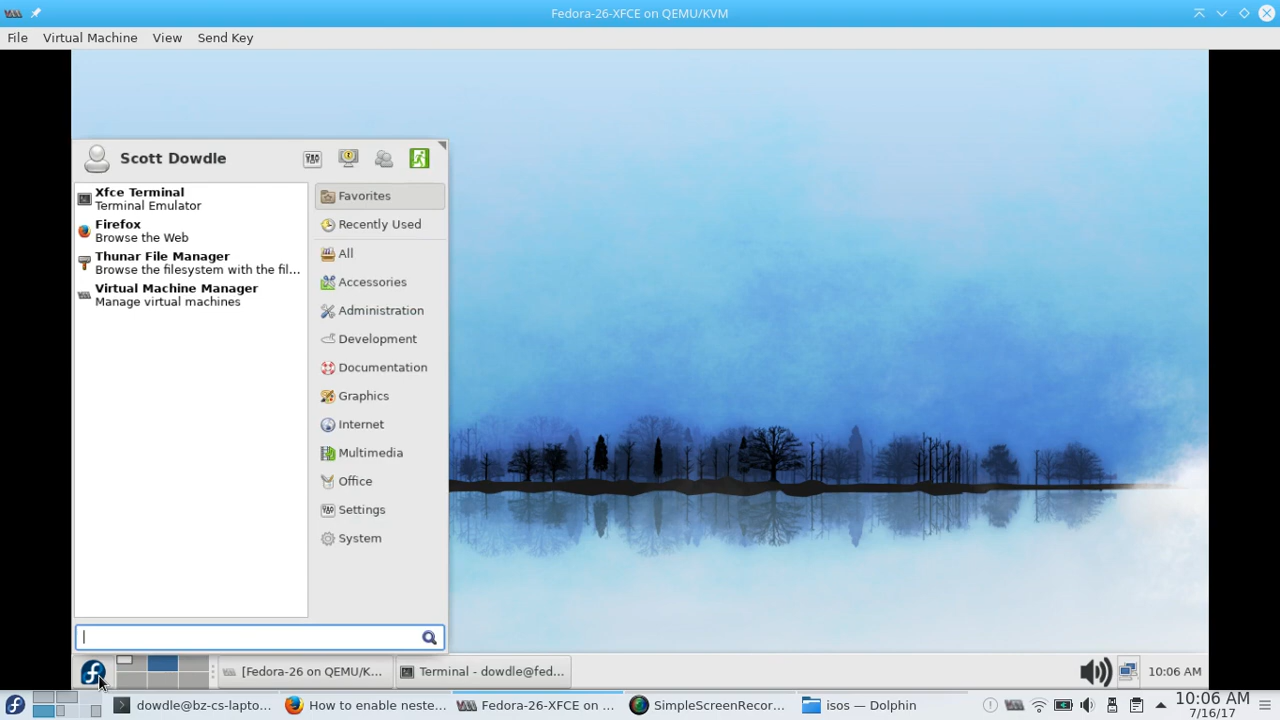 Fedora-26-XFCE on QEMU/KVM
File Virtual Machine View Send Key
Scott Dowdle
Xfce Terminal
Terminal Emulator
Firefox
Browse the Web
Thunar File Manager
Browse the filesystem with the fil...
Virtual Machine Manager
Manage virtual machines
Favorites
Recently Used
All
Accessories
Administration
Development
Documentation
Graphics
Internet
Multimedia
Office
Settings
System
[Fedora-26 on QEMU/K... Terminal - dowdle@fed... 10:06 AM
dowdle@bz-cs-lapto... How to enable neste... Fedora-26-XFCE on ... SimpleScreenRecor... isos — Dolphin 10:06 AM
7/16/17